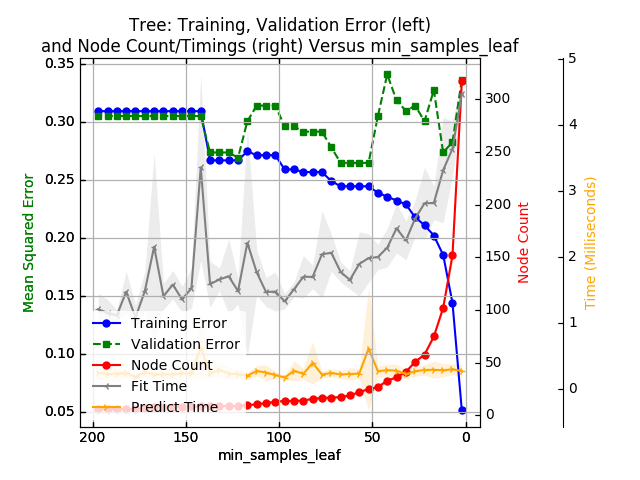 Tree: Training, Validation Error (left)
and Node Count/Timings (right) Versus min_samples_leaf
0.35
0.30
0.25
0.20
0.15
0.10
0.05
Mean Squared Error
200
150
100
50
0
min_samples_leaf
Training Error
Validation Error
Node Count
Fit Time
Predict Time
300
250
200
150
100
50
0
Node Count
5
4
3
2
1
0
Time (Milliseconds)